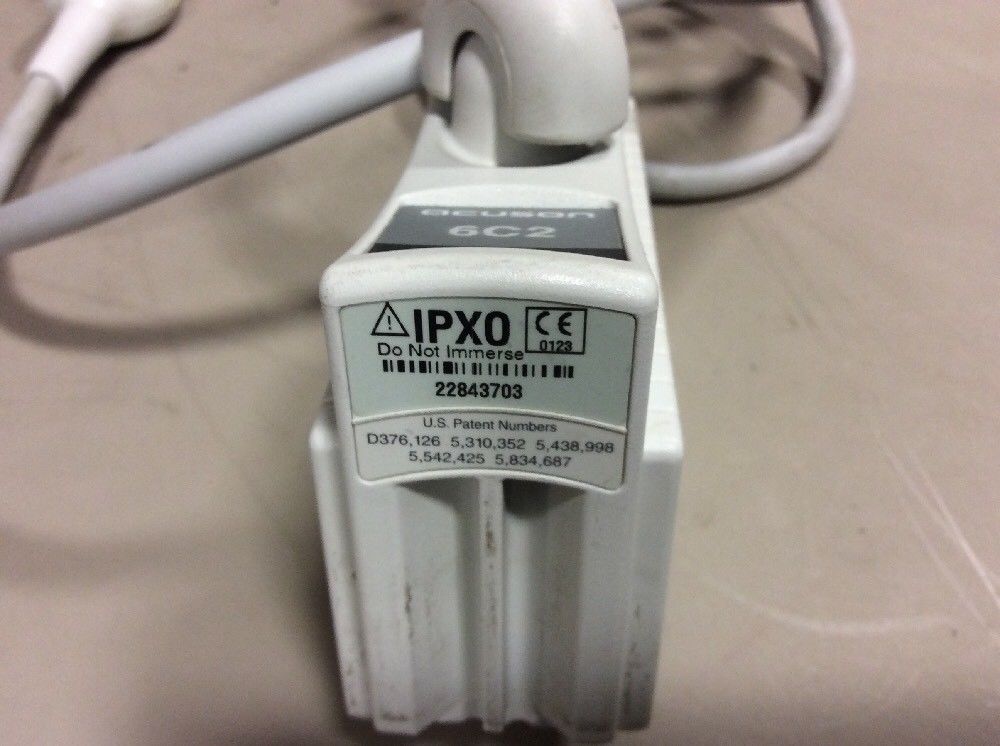 acuson
6C2
IPX0
CE
0123
Do Not Immerse
22843703
U.S. Patent Numbers
D376,126 5,310,352 5,438,998
5,542,425 5,834,687